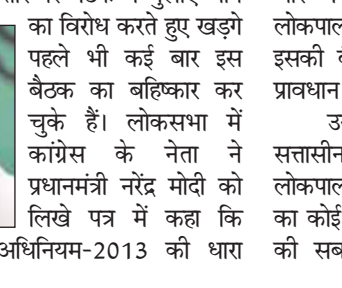 का विरोध करते हुए खड़गे
पहले भी कई बार इस
बैठक का बहिष्कार कर
चुके हैं। लोकसभा में
कांग्रेस के नेता ने
प्रधानमंत्री नरेंद्र मोदी को
लिखे पत्र में कहा कि
अधिनियम-2013 की धारा
लोकपाल
इसकी
प्रावधान
सत्तासीन
लोकपाल
का कोई
की सब